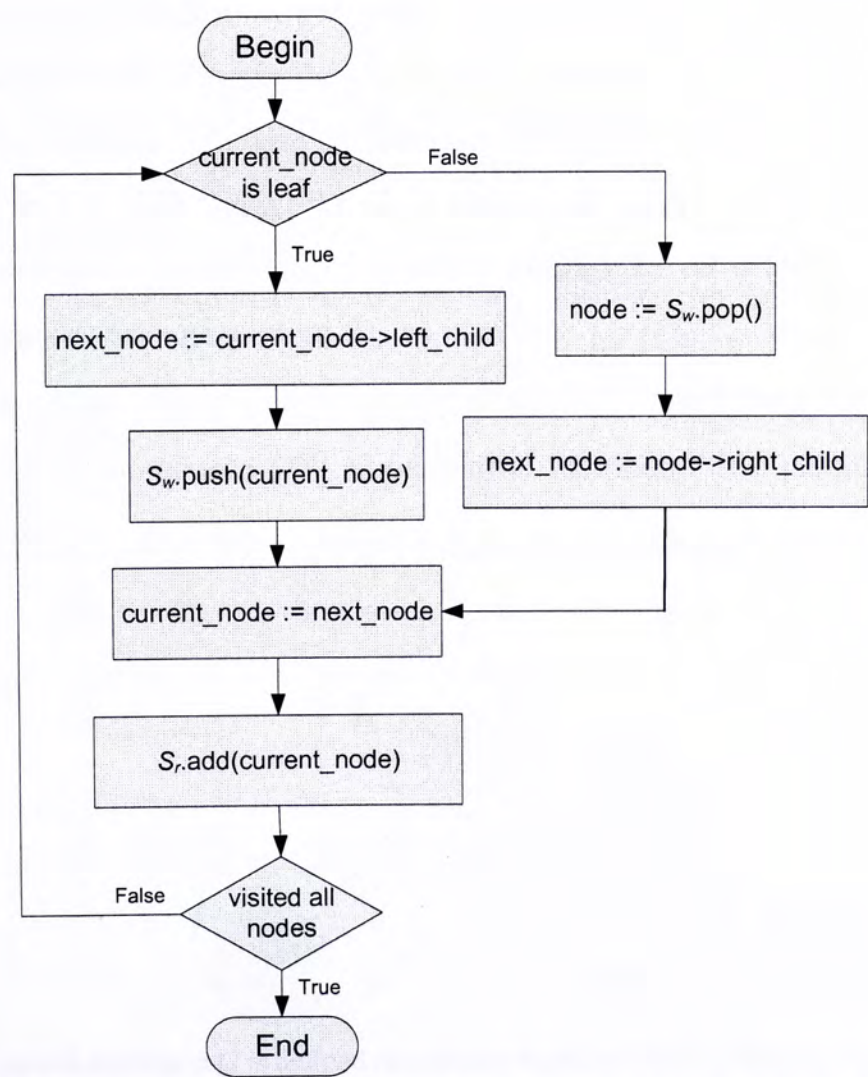 Begin
current_node
is leaf
False
True
next_node := current_node->left_child
node := Sw.pop()
Sw.push(current_node)
next_node := node->right_child
current_node := next_node
Sr.add(current_node)
False
visited all
nodes
True
End